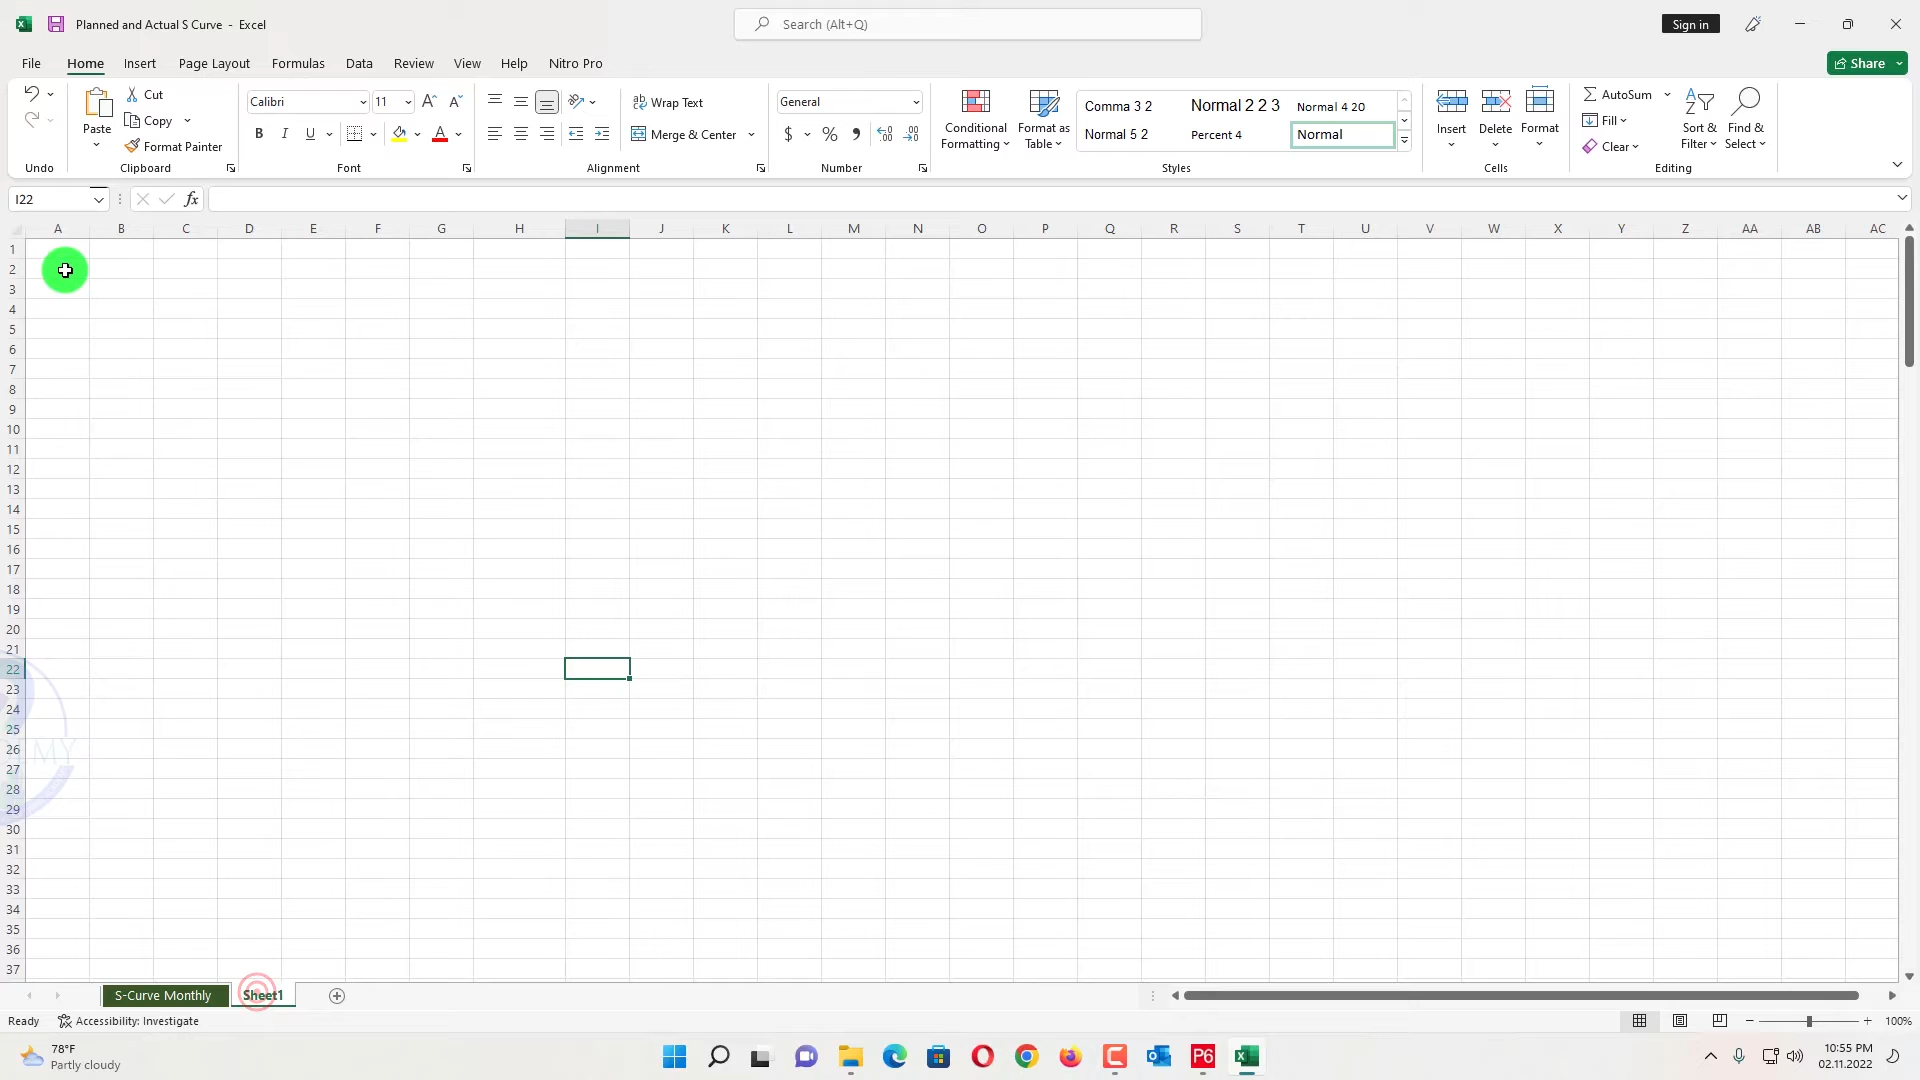 Planned and Actual S Curve - Excel
Search (Alt+Q)
Sign in
File Home Insert Page Layout Formulas Data Review View Help Nitro Pro
Share
Paste
Cut
Copy
Format Painter
Calibri 11
B I U
Wrap Text
Merge & Center
General
$ % 9
Conditional Formatting
Format as Table
Comma 3 2 Normal 2 2 3 Normal 4 20
Normal 5 2 Percent 4 Normal
Insert Delete Format
AutoSum
Fill
Clear
Sort & Filter
Find & Select
Undo Clipboard Font Alignment Number Styles Cells Editing
I22
fx
A B C D E F G H I J K L M N O P Q R S T U V W X Y Z AA AB AC
1
2
3
4
5
6
7
8
9
10
11
12
13
14
15
16
17
18
19
20
21
22
23
24
25
26
27
28
29
30
31
32
33
34
35
36
37
S-Curve Monthly Sheet1
Ready Accessibility: Investigate
100%
78°F
Partly cloudy
P6
10:55 PM
02.11.2022